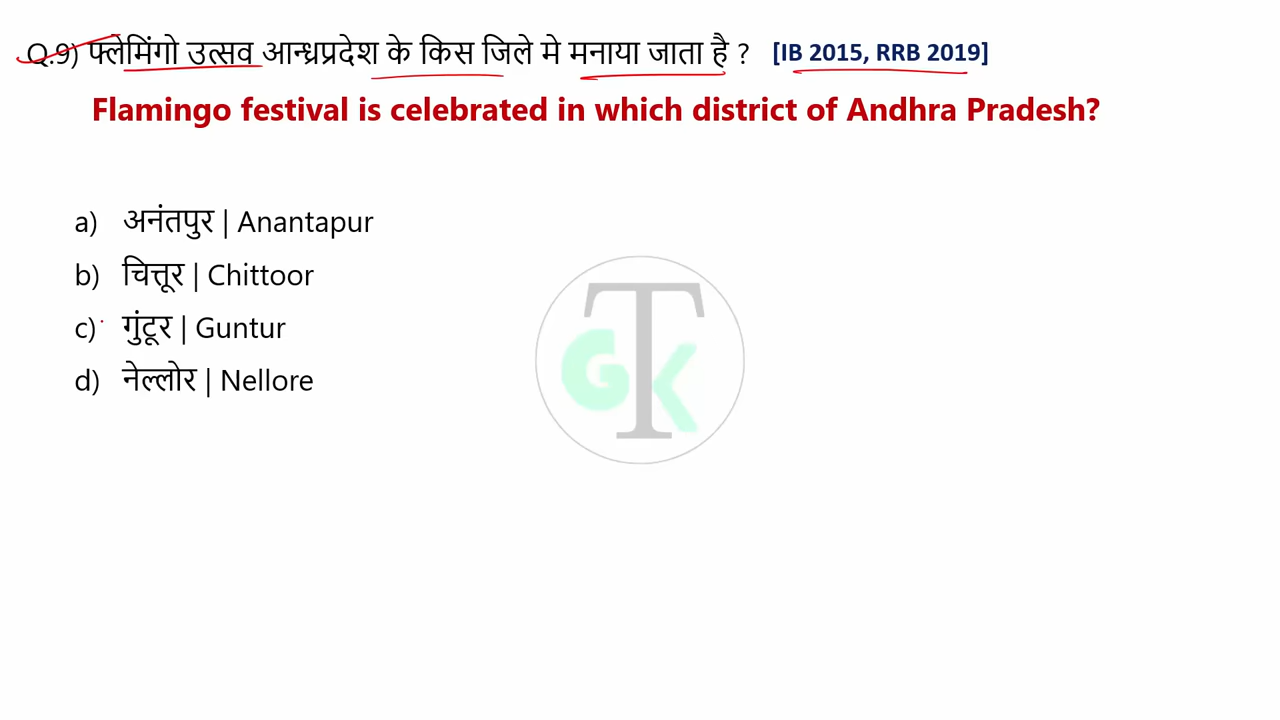 Q.9) फ्लेमिंगो उत्सव आन्ध्रप्रदेश के किस जिले मे मनाया जाता है ? [IB 2015, RRB 2019]
Flamingo festival is celebrated in which district of Andhra Pradesh?
a) अनंतपुर | Anantapur
b) चित्तूर | Chittoor
c) गुंटूर | Guntur
d) नेल्लोर | Nellore
GTK